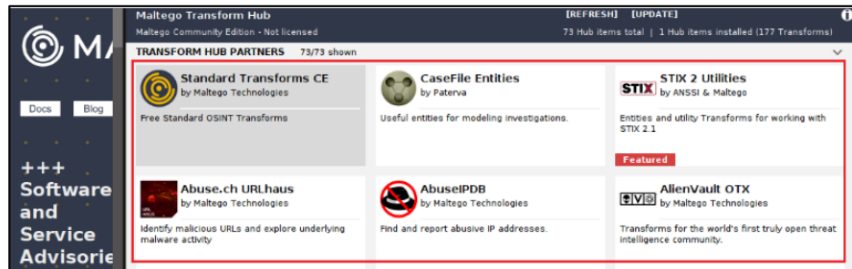 Maltego Transform Hub
[REFRESH] [UPDATE]
Maltego Community Edition - Not licensed
73 Hub items total | 1 Hub items installed (177 Transforms)
TRANSFORM HUB PARTNERS 73/73 shown
MA
Docs Blog
+++
Software
and
Service
Advisorie
Standard Transforms CE
by Maltego Technologies
Free Standard OSINT Transforms
CaseFile Entities
by Paterva
Useful entities for modeling investigations.
STIX
STIX 2 Utilities
by ANSSI & Maltego
Entities and utility Transforms for working with
STIX 2.1
Featured
Abuse.ch URLhaus
by Maltego Technologies
Identify malicious URLs and explore underlying
malware activity
AbuseIPDB
by Maltego Technologies
Find and report abusive IP addresses.
AlienVault OTX
by Maltego Technologies
Transforms for the world's first truly open threat
intelligence community.